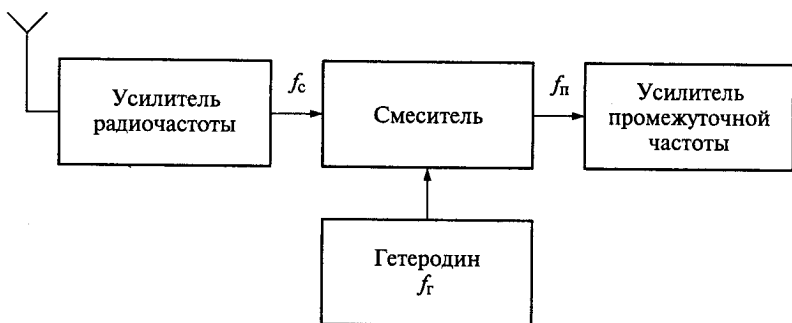 Усилитель
радиочастоты
fс
Смеситель
fп
Усилитель
промежуточной
частоты
Гетеродин
fг